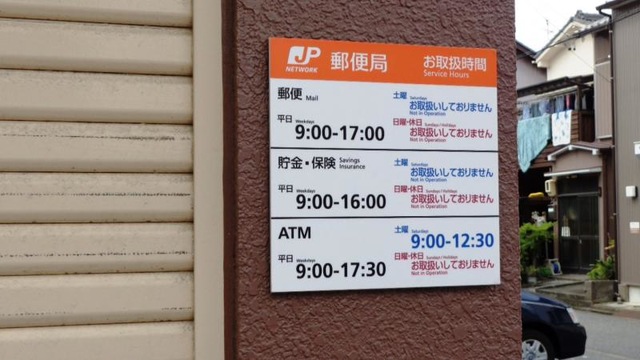 JP NETWORK 郵便局 お取扱時間
Service Hours
郵便 Mail
平日 Weekdays 9:00-17:00
土曜 Saturdays
お取扱いしておりません
Not in Operation
日曜・休日 Sundays / Holidays
お取扱いしておりません
Not in Operation
貯金・保険 Savings Insurance
平日 Weekdays 9:00-16:00
土曜 Saturdays
お取扱いしておりません
Not in Operation
日曜・休日 Sundays / Holidays
お取扱いしておりません
Not in Operation
ATM
平日 Weekdays 9:00-17:30
土曜 Saturdays
9:00-12:30
日曜・休日 Sundays / Holidays
お取扱いしておりません
Not in Operation